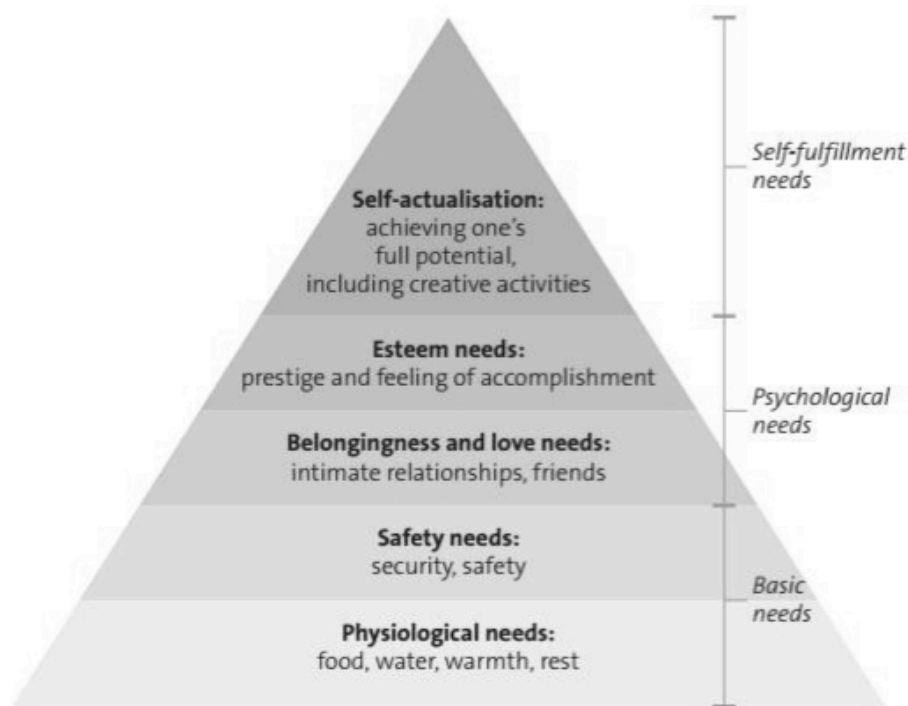 Self-fulfillment
needs
Self-actualisation:
achieving one's
full potential,
including creative activities
Esteem needs:
prestige and feeling of accomplishment
Psychological
needs
Belongingness and love needs:
intimate relationships, friends
Safety needs:
security, safety
Basic
needs
Physiological needs:
food, water, warmth, rest